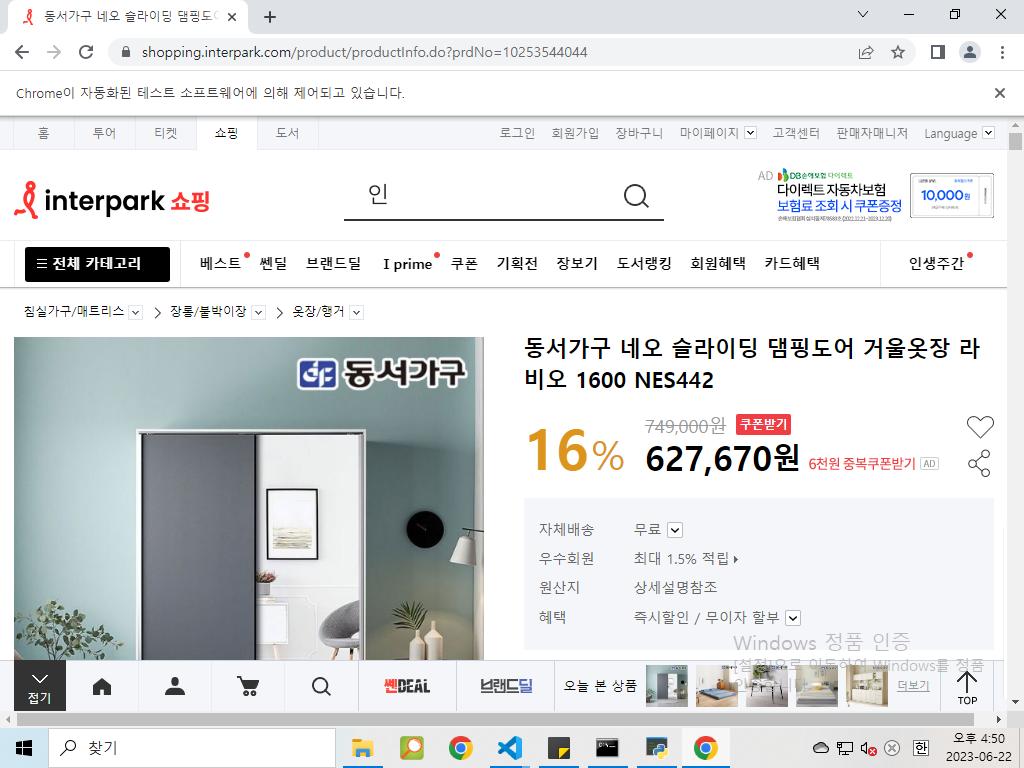 동서가구 네오 슬라이딩 댐핑도어
shopping.interpark.com/product/productInfo.do?prdNo=10253544044
Chrome이 자동화된 테스트 소프트웨어에 의해 제어되고 있습니다.
홈 투어 티켓 쇼핑 도서 로그인 회원가입 장바구니 마이페이지 고객센터 판매자매니저 Language
interpark 쇼핑
인
AD DB손해보험 다이렉트
다이렉트 자동차보험
보험료 조회 시 쿠폰증정
10,000원
전체 카테고리 베스트 쎈딜 브랜드딜 I prime 쿠폰 기획전 장보기 도서랭킹 회원혜택 카드혜택 인생주간
침실가구/매트리스 장롱/붙박이장 옷장/행거
동서가구
동서가구 네오 슬라이딩 댐핑도어 거울옷장 라
비오 1600 NES442
16% 749,000원 쿠폰받기
627,670원 6천원 중복쿠폰받기 AD
자체배송 무료
우수회원 최대 1.5% 적립
원산지 상세설명참조
혜택 즉시할인 / 무이자 할부
Windows 정품 인증
[설정]으로 이동하여 Windows를 정품
접기 쎈DEAL 브랜드딜 오늘 본 상품 더보기 TOP
찾기 한 오후 4:50
2023-06-22